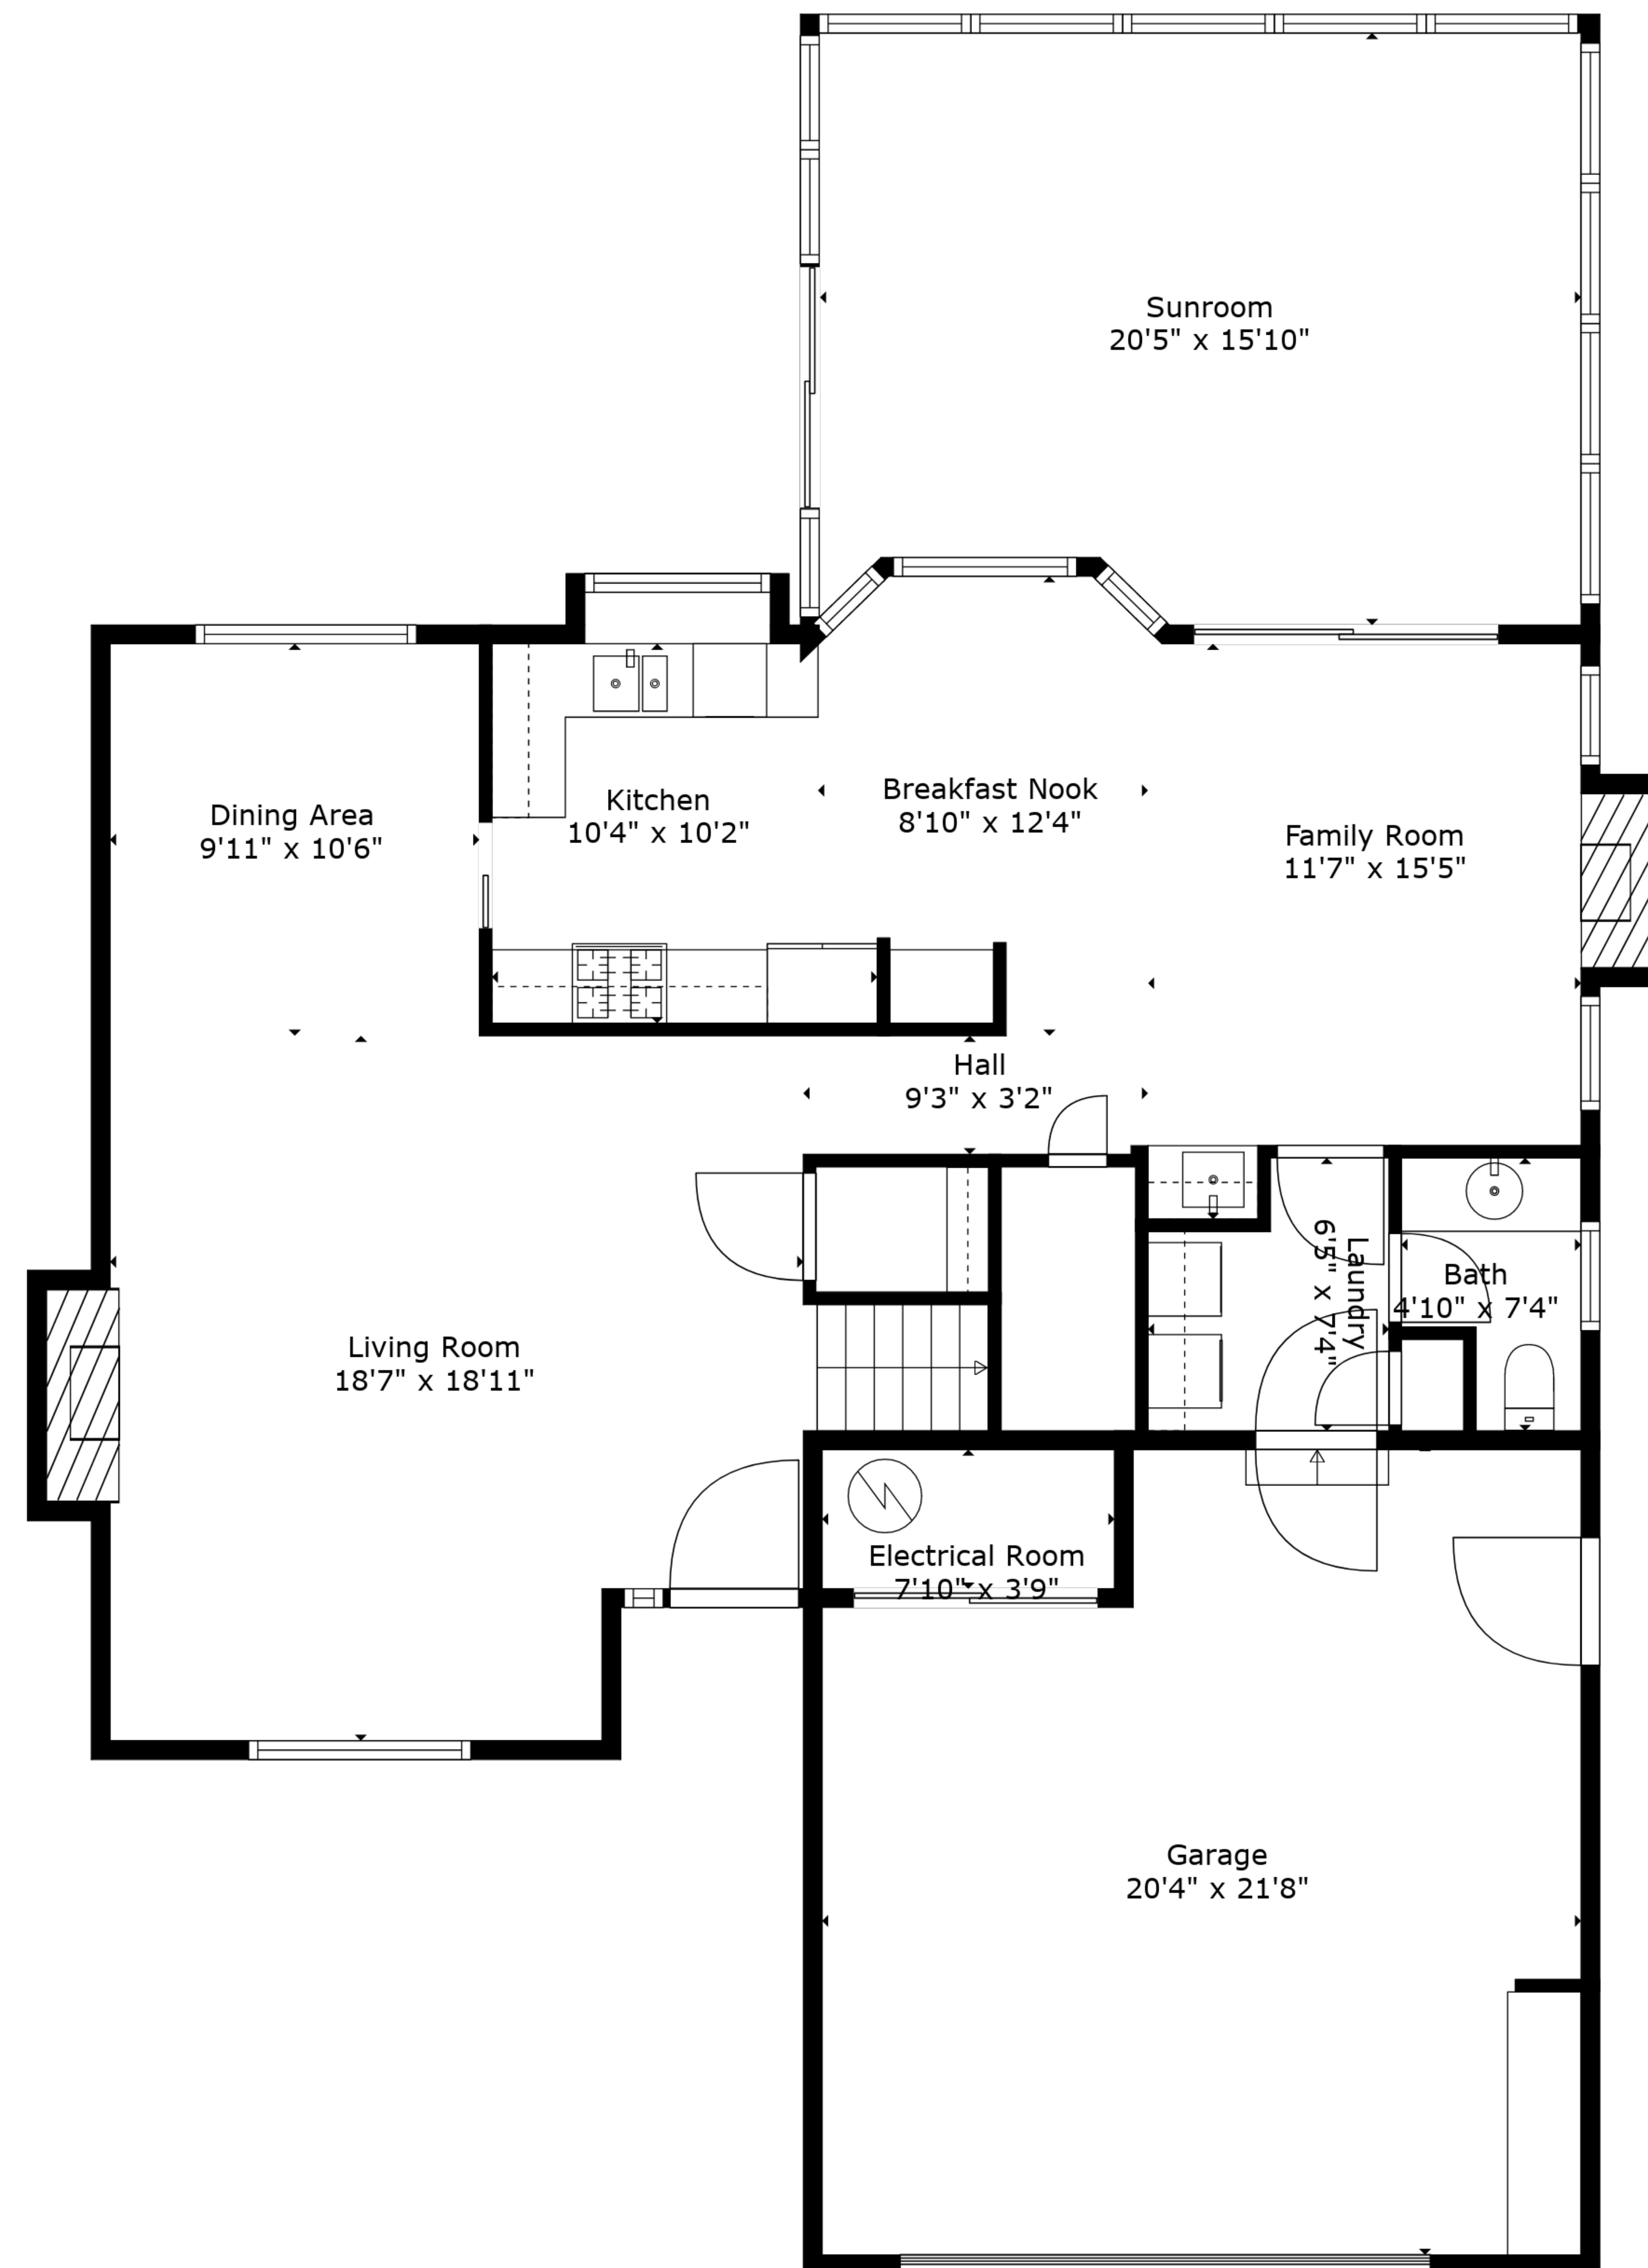 Sunroom
20'5" x 15'10"
Dining Area
9'11" x 10'6"
Kitchen
10'4" x 10'2"
Breakfast Nook
8'10" x 12'4"
Family Room
11'7" x 15'5"
Hall
9'3" x 3'2"
Living Room
18'7" x 18'11"
Laundry
6'5" x 7'4"
Bath
4'10" x 7'4"
Electrical Room
7'10" x 3'9"
Garage
20'4" x 21'8"